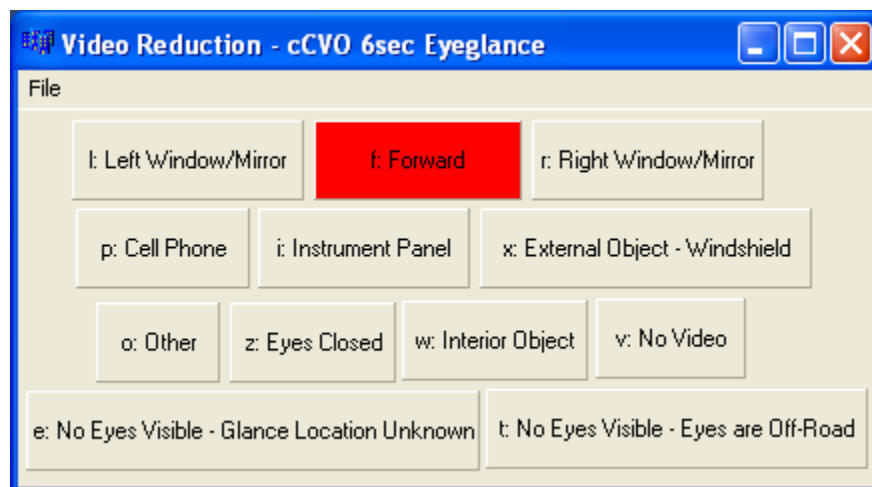 Video Reduction - cCVO 6sec Eyeglance
File
l: Left Window/Mirror f: Forward r: Right Window/Mirror
p: Cell Phone i: Instrument Panel x: External Object - Windshield
o: Other z: Eyes Closed w: Interior Object v: No Video
e: No Eyes Visible - Glance Location Unknown t: No Eyes Visible - Eyes are Off-Road